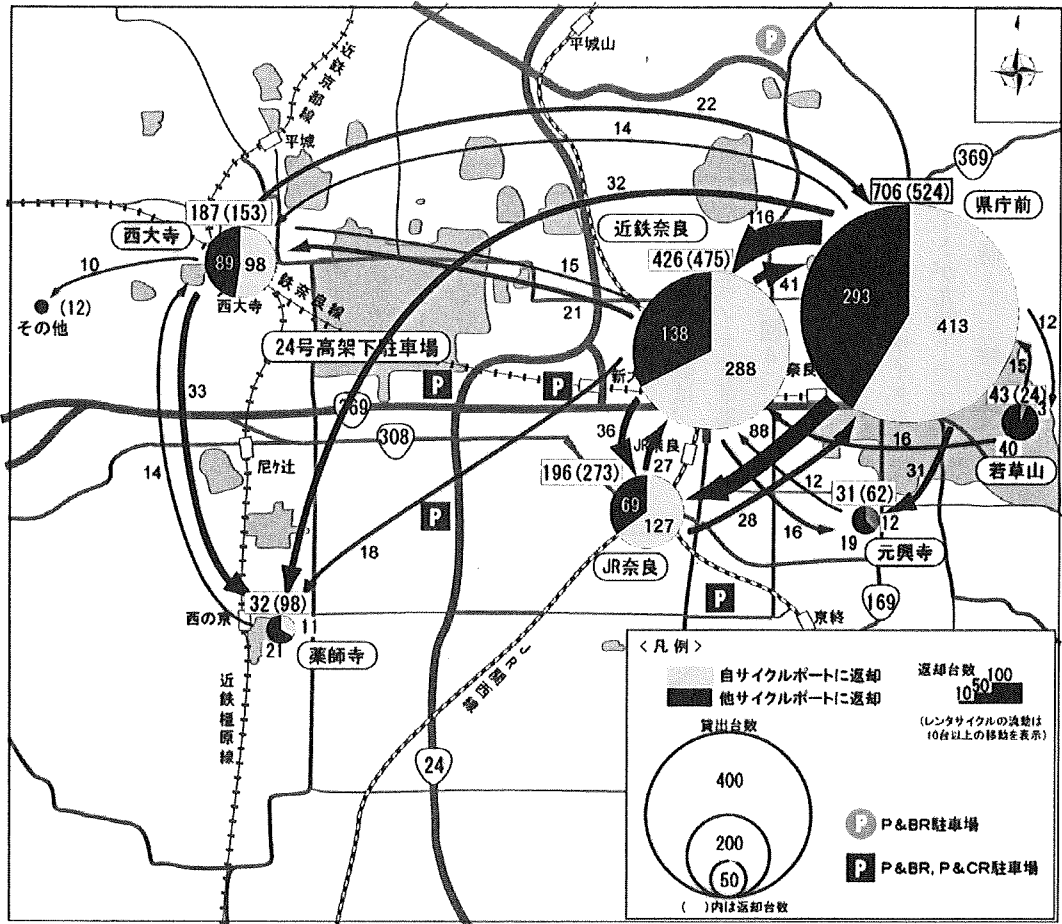 平城山
P
近鉄京都線
平城
22
14
369
706(524)
県庁前
32
187(153)
西大寺
近鉄奈良
116
426(475)
10
89
98
西大寺
鉄奈良線
15
21
41
293
413
12
(12)
その他
24号高架下駐車場
138
288
15
P
P
新大
奈良
43(24)
3
33
369
308
36
JR奈良
88
16
40
若草山
尼ヶ辻
196(273)
27
12
31
31(62)
14
69
127
28
16
12
19
元興寺
P
18
JR奈良
P
169
32(98)
西の京
11
21
薬師寺
京終
近鉄橿原線
JR関西線
24
<凡例>
自サイクルポートに返却
他サイクルポートに返却
返却台数
10 50 100
(レンタサイクルの流動は
10台以上の移動を表示)
貸出台数
400
200
50
( )内は返却台数
P P&BR駐車場
P P&BR, P&CR駐車場